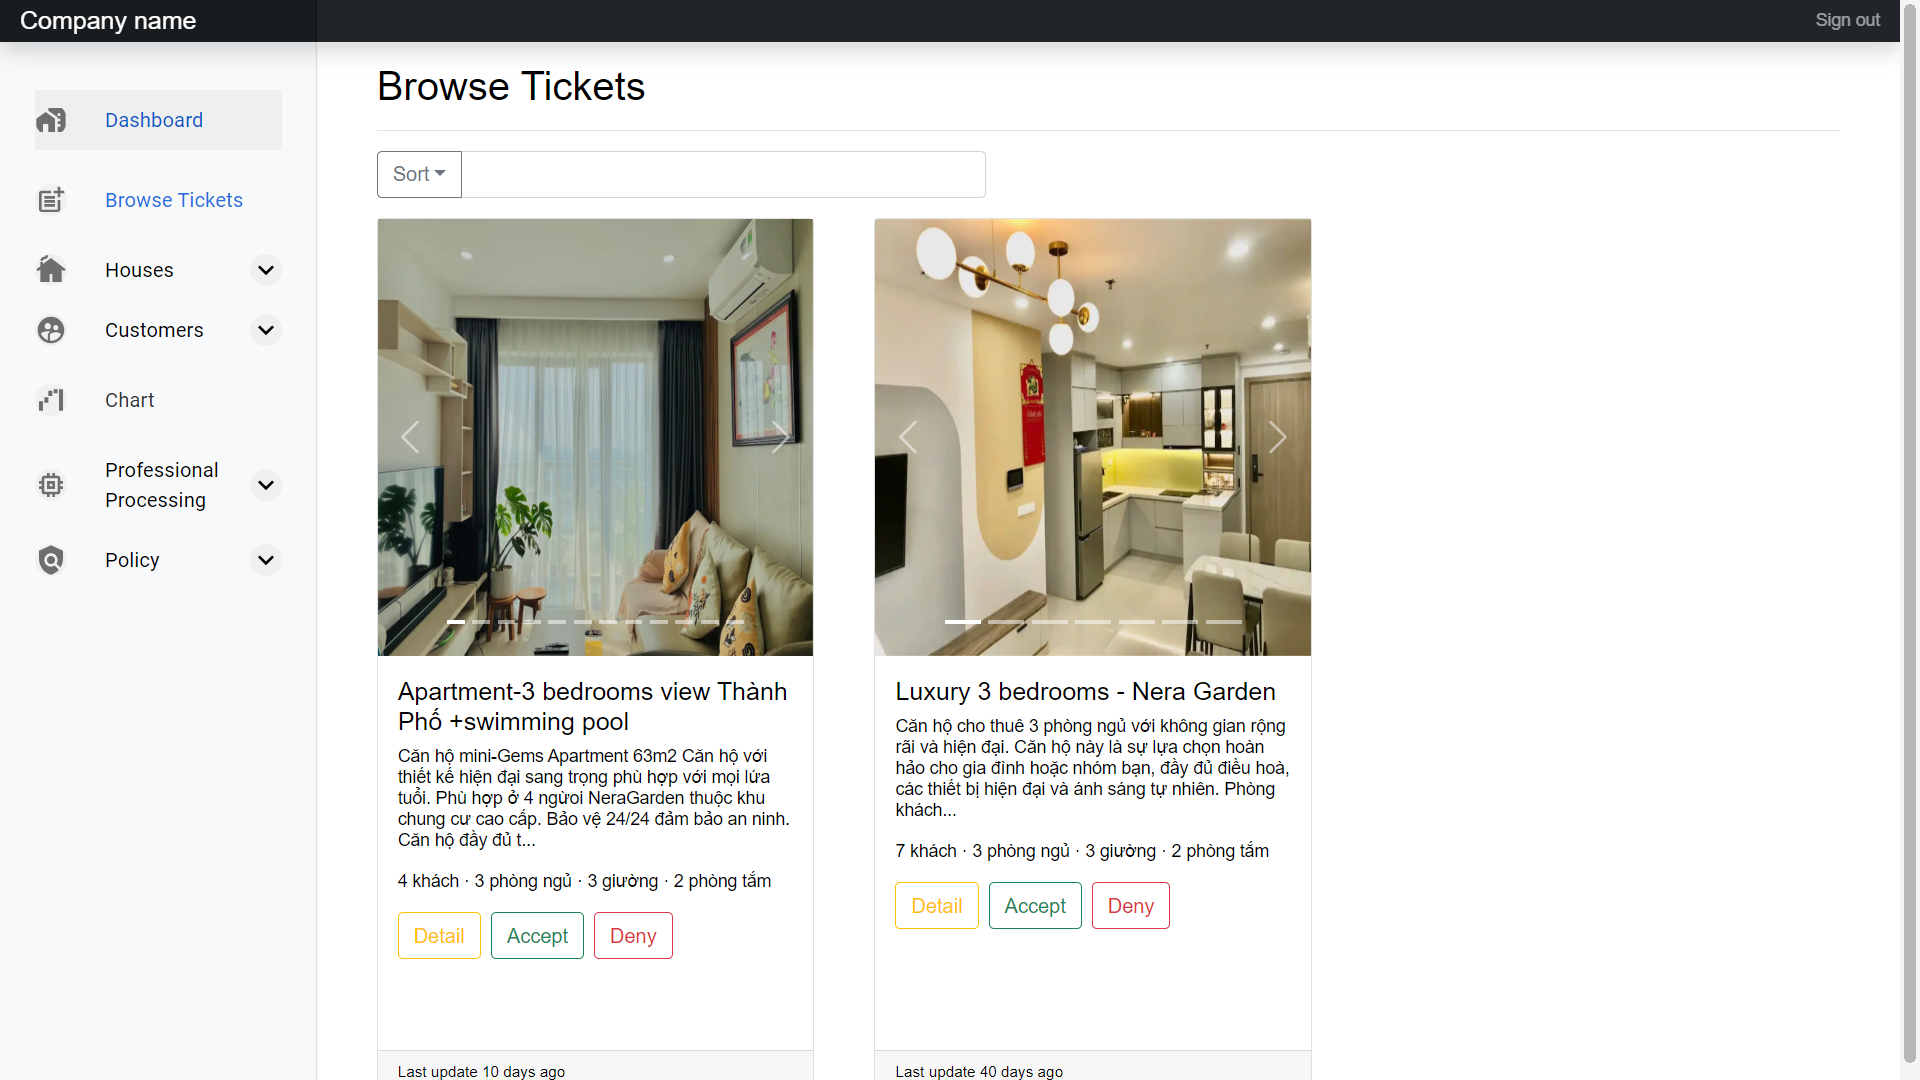 Company name
Sign out
Dashboard
Browse Tickets
Houses
Customers
Chart
Professional
Processing
Policy
Browse Tickets
Sort
Apartment-3 bedrooms view Thành
Phố +swimming pool
Căn hộ mini-Gems Apartment 63m2 Căn hộ với
thiết kế hiện đại sang trọng phù hợp với mọi lứa
tuổi. Phù hợp ở 4 ngừoi NeraGarden thuộc khu
chung cư cao cấp. Bảo vệ 24/24 đảm bảo an ninh.
Căn hộ đầy đủ t...
4 khách · 3 phòng ngủ · 3 giường · 2 phòng tắm
Detail
Accept
Deny
Last update 10 days ago
Luxury 3 bedrooms - Nera Garden
Căn hộ cho thuê 3 phòng ngủ với không gian rộng
rãi và hiện đại. Căn hộ này là sự lựa chọn hoàn
hảo cho gia đình hoặc nhóm bạn, đầy đủ điều hoà,
các thiết bị hiện đại và ánh sáng tự nhiên. Phòng
khách...
7 khách · 3 phòng ngủ · 3 giường · 2 phòng tắm
Detail
Accept
Deny
Last update 40 days ago